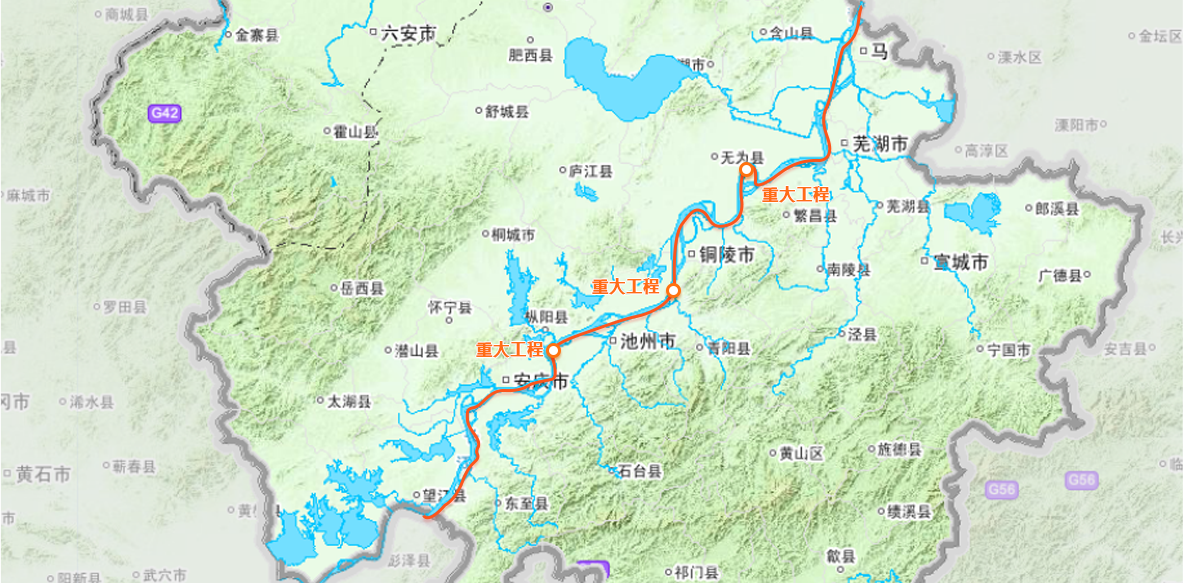 商城县
金寨县
六安市
肥西县
含山县
马
溧水区
金坛区
湖市
G42
舒城县
霍山县
芜湖市
溧阳市
高淳区
无为县
庐江县
重大工程
麻城市
繁昌县
芜湖县
郎溪县
桐城市
铜陵市
南陵县
宣城市
广德县
长兴
岳西县
重大工程
罗田县
怀宁县
枞阳县
池州市
泾县
县
潜山县
重大工程
青阳县
宁国市
安吉县
安庆市
冈市
浠水县
太湖县
黄石市
蕲春县
石台县
黄山区
旌德县
临
G56
G56
望江县
东至县
绩溪县
市
彭泽县
歙县
阳新县
武穴市
祁门县